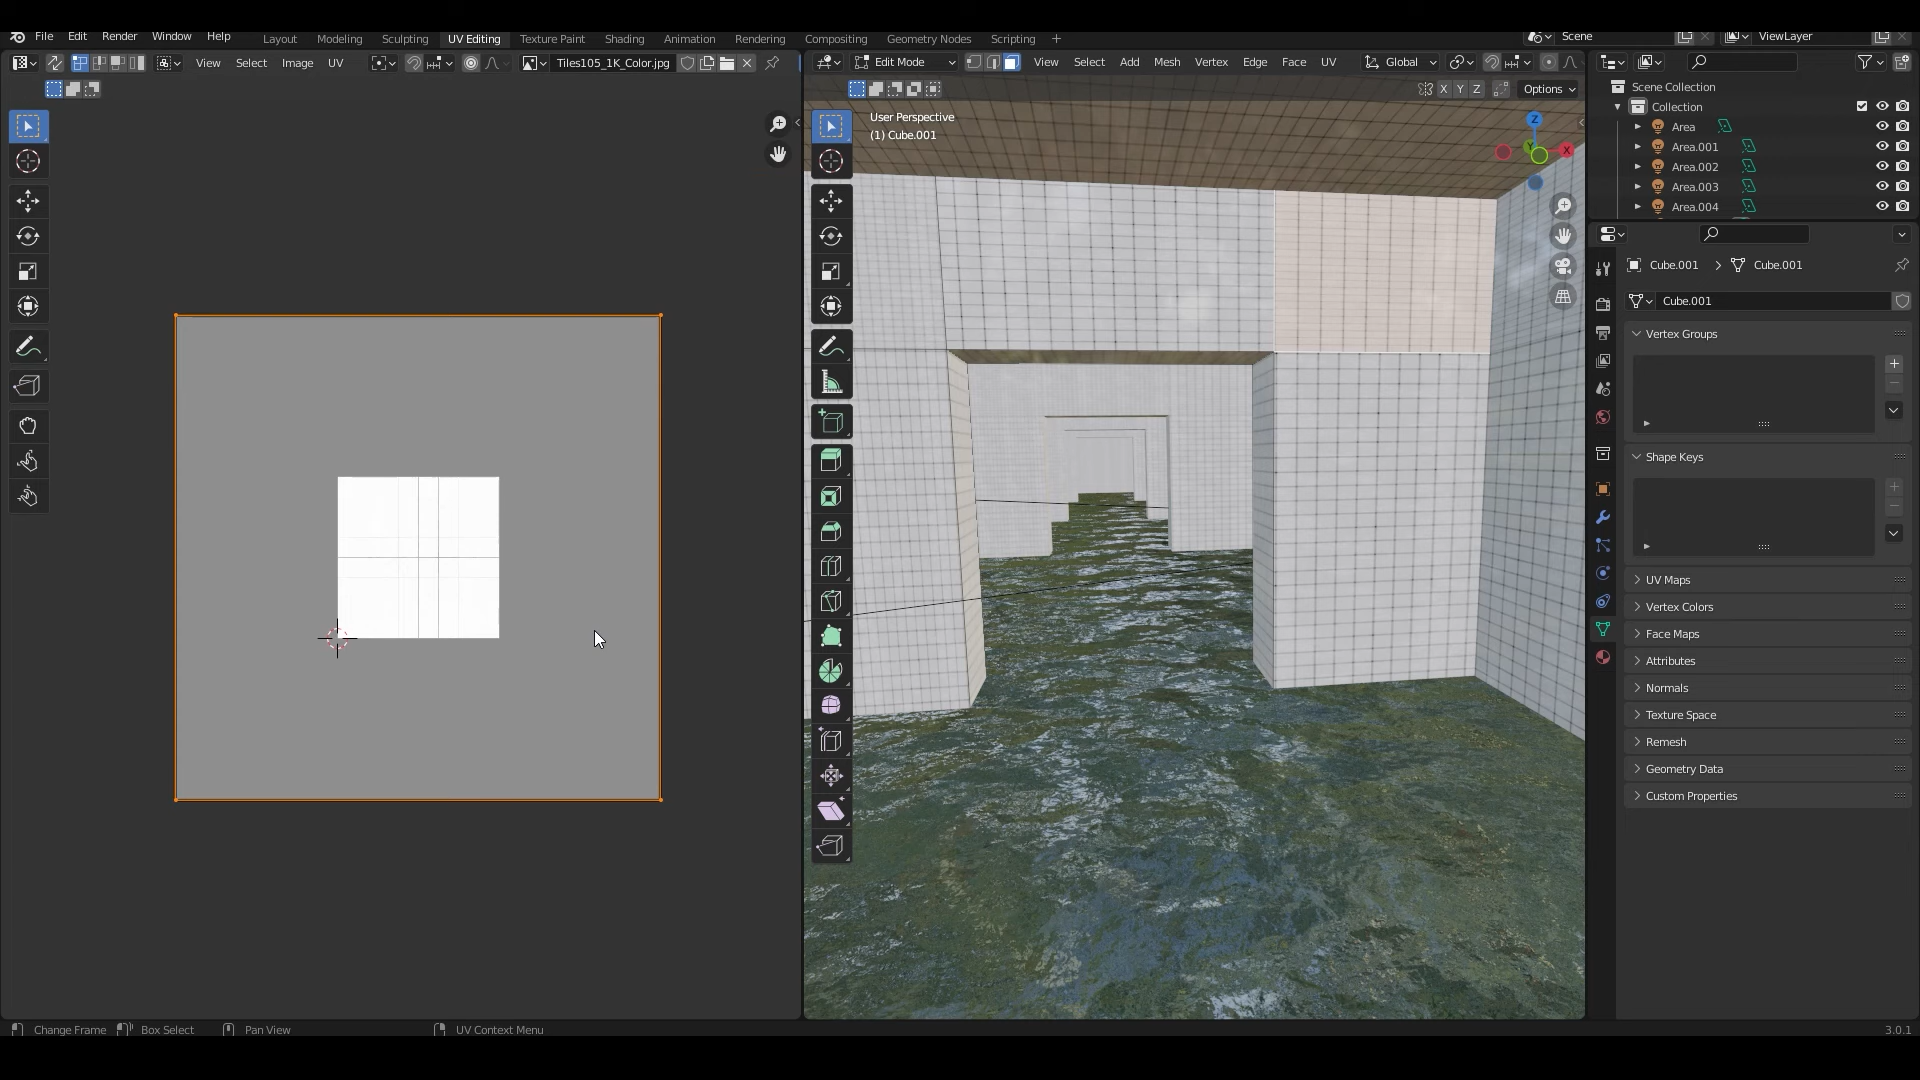 File Edit Render Window Help Layout Modeling Sculpting UV Editing Texture Paint Shading Animation Rendering Compositing Geometry Nodes Scripting + Scene ViewLayer
View Select Image UV Tiles105_1K_Color.jpg Edit Mode View Select Add Mesh Vertex Edge Face UV Global
X Y Z Options
Scene Collection
Collection
User Perspective
(1) Cube.001
Z
Y
X
Area
Area.001
Area.002
Area.003
Area.004
Cube.001 Cube.001
Cube.001
Vertex Groups
Shape Keys
UV Maps
Vertex Colors
Face Maps
Attributes
Normals
Texture Space
Remesh
Geometry Data
Custom Properties
Change Frame Box Select Pan View UV Context Menu 3.0.1